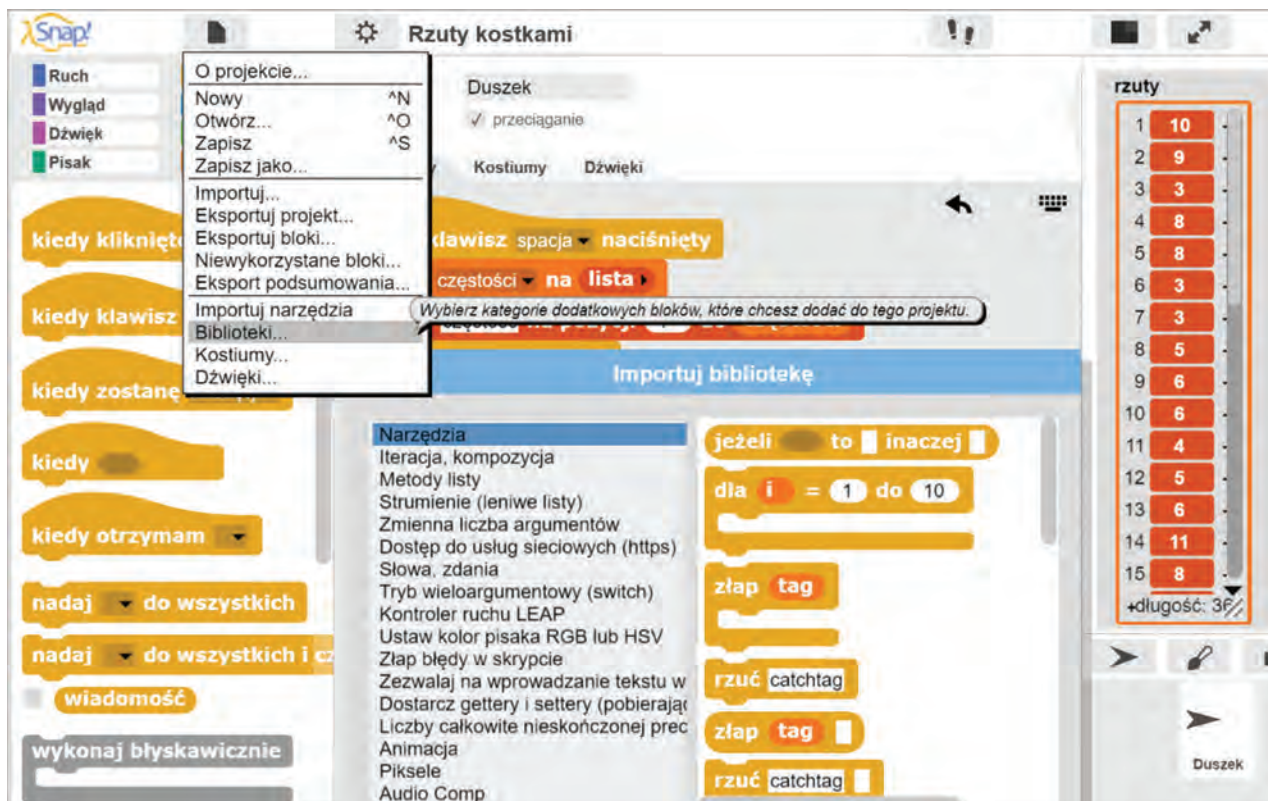 Snap!
Rzuty kostkami
Ruch
Wygląd
Dźwięk
Pisak
O projekcie...
Nowy ^N
Otwórz... ^O
Zapisz ^S
Zapisz jako...
Importuj...
Eksportuj projekt...
Eksportuj bloki...
Niewykorzystane bloki...
Eksport podsumowania...
Importuj narzędzia
Biblioteki...
Kostiumy...
Dźwięki...
Wybierz kategorie dodatkowych bloków, które chcesz dodać do tego projektu.
Duszek
przeciąganie
Kostiumy Dźwięki
kiedy kliknięto
kiedy klawisz
kiedy zostanę
kiedy
kiedy otrzymam
nadaj do wszystkich
nadaj do wszystkich i cz
wiadomość
wykonaj błyskawicznie
klawisz spacja naciśnięty
częstości na lista
Importuj bibliotekę
Narzędzia
Iteracja, kompozycja
Metody listy
Strumienie (leniwe listy)
Zmienna liczba argumentów
Dostęp do usług sieciowych (https)
Słowa, zdania
Tryb wieloargumentowy (switch)
Kontroler ruchu LEAP
Ustaw kolor pisaka RGB lub HSV
Złap błędy w skrypcie
Zezwalaj na wprowadzanie tekstu w
Dostarcz gettery i settery (pobierając
Liczby całkowite nieskończonej prec
Animacja
Piksele
Audio Comp
jeżeli to inaczej
dla i = 1 do 10
złap tag
rzuć catchtag
złap tag
rzuć catchtag
rzuty
1 10
2 9
3 3
4 8
5 8
6 3
7 3
8 5
9 6
10 6
11 4
12 5
13 6
14 11
15 8
+długość: 36
Duszek